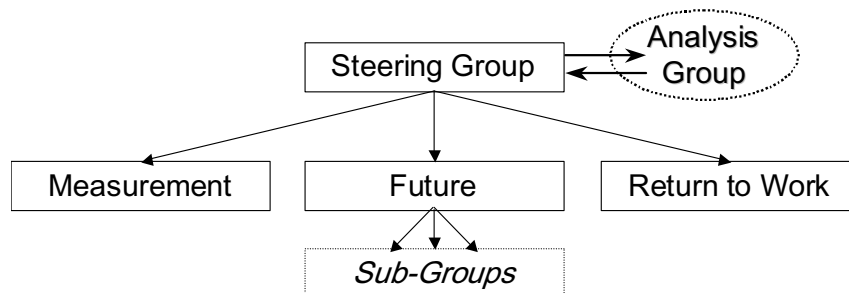 Steering Group
Analysis
Group
Measurement
Future
Return to Work
Sub-Groups